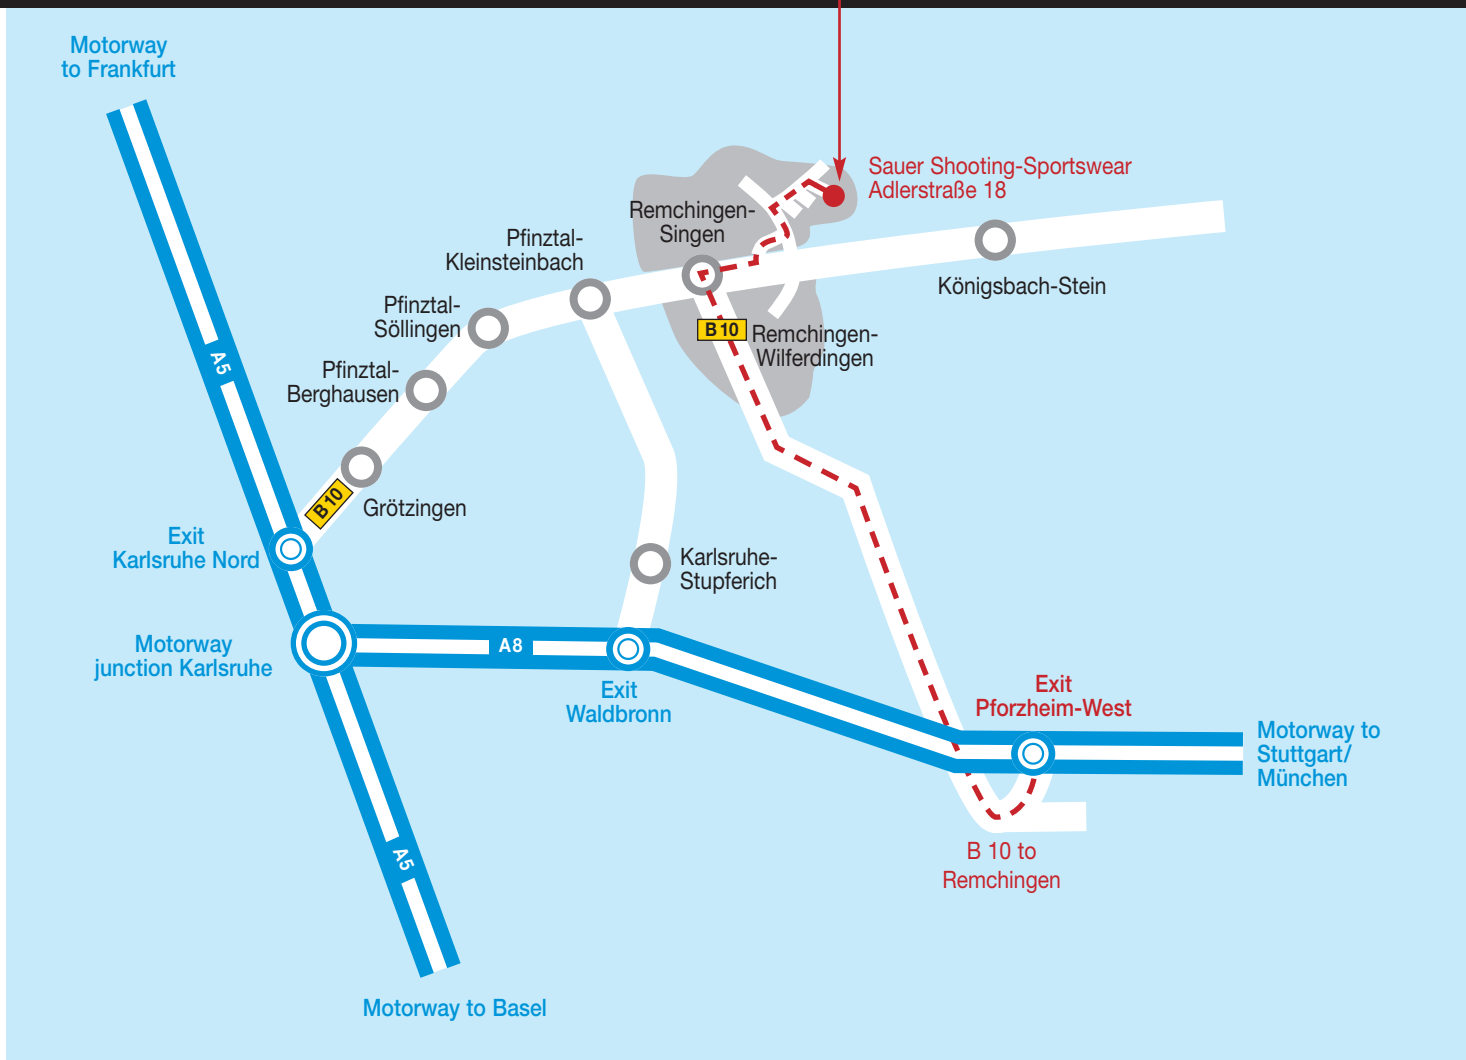 Motorway
to Frankfurt
Sauer Shooting-Sportswear
Adlerstraße 18
Remchingen-
Singen
Pfinztal-
Kleinsteinbach
Königsbach-Stein
Pfinztal-
Söllingen
B 10
Remchingen-
Wilferdingen
A5
Pfinztal-
Berghausen
B 10
Grötzingen
Exit
Karlsruhe Nord
Karlsruhe-
Stupferich
Motorway
junction Karlsruhe
A8
Exit
Waldbronn
Exit
Pforzheim-West
Motorway to
Stuttgart/
München
B 10 to
Remchingen
A5
Motorway to Basel